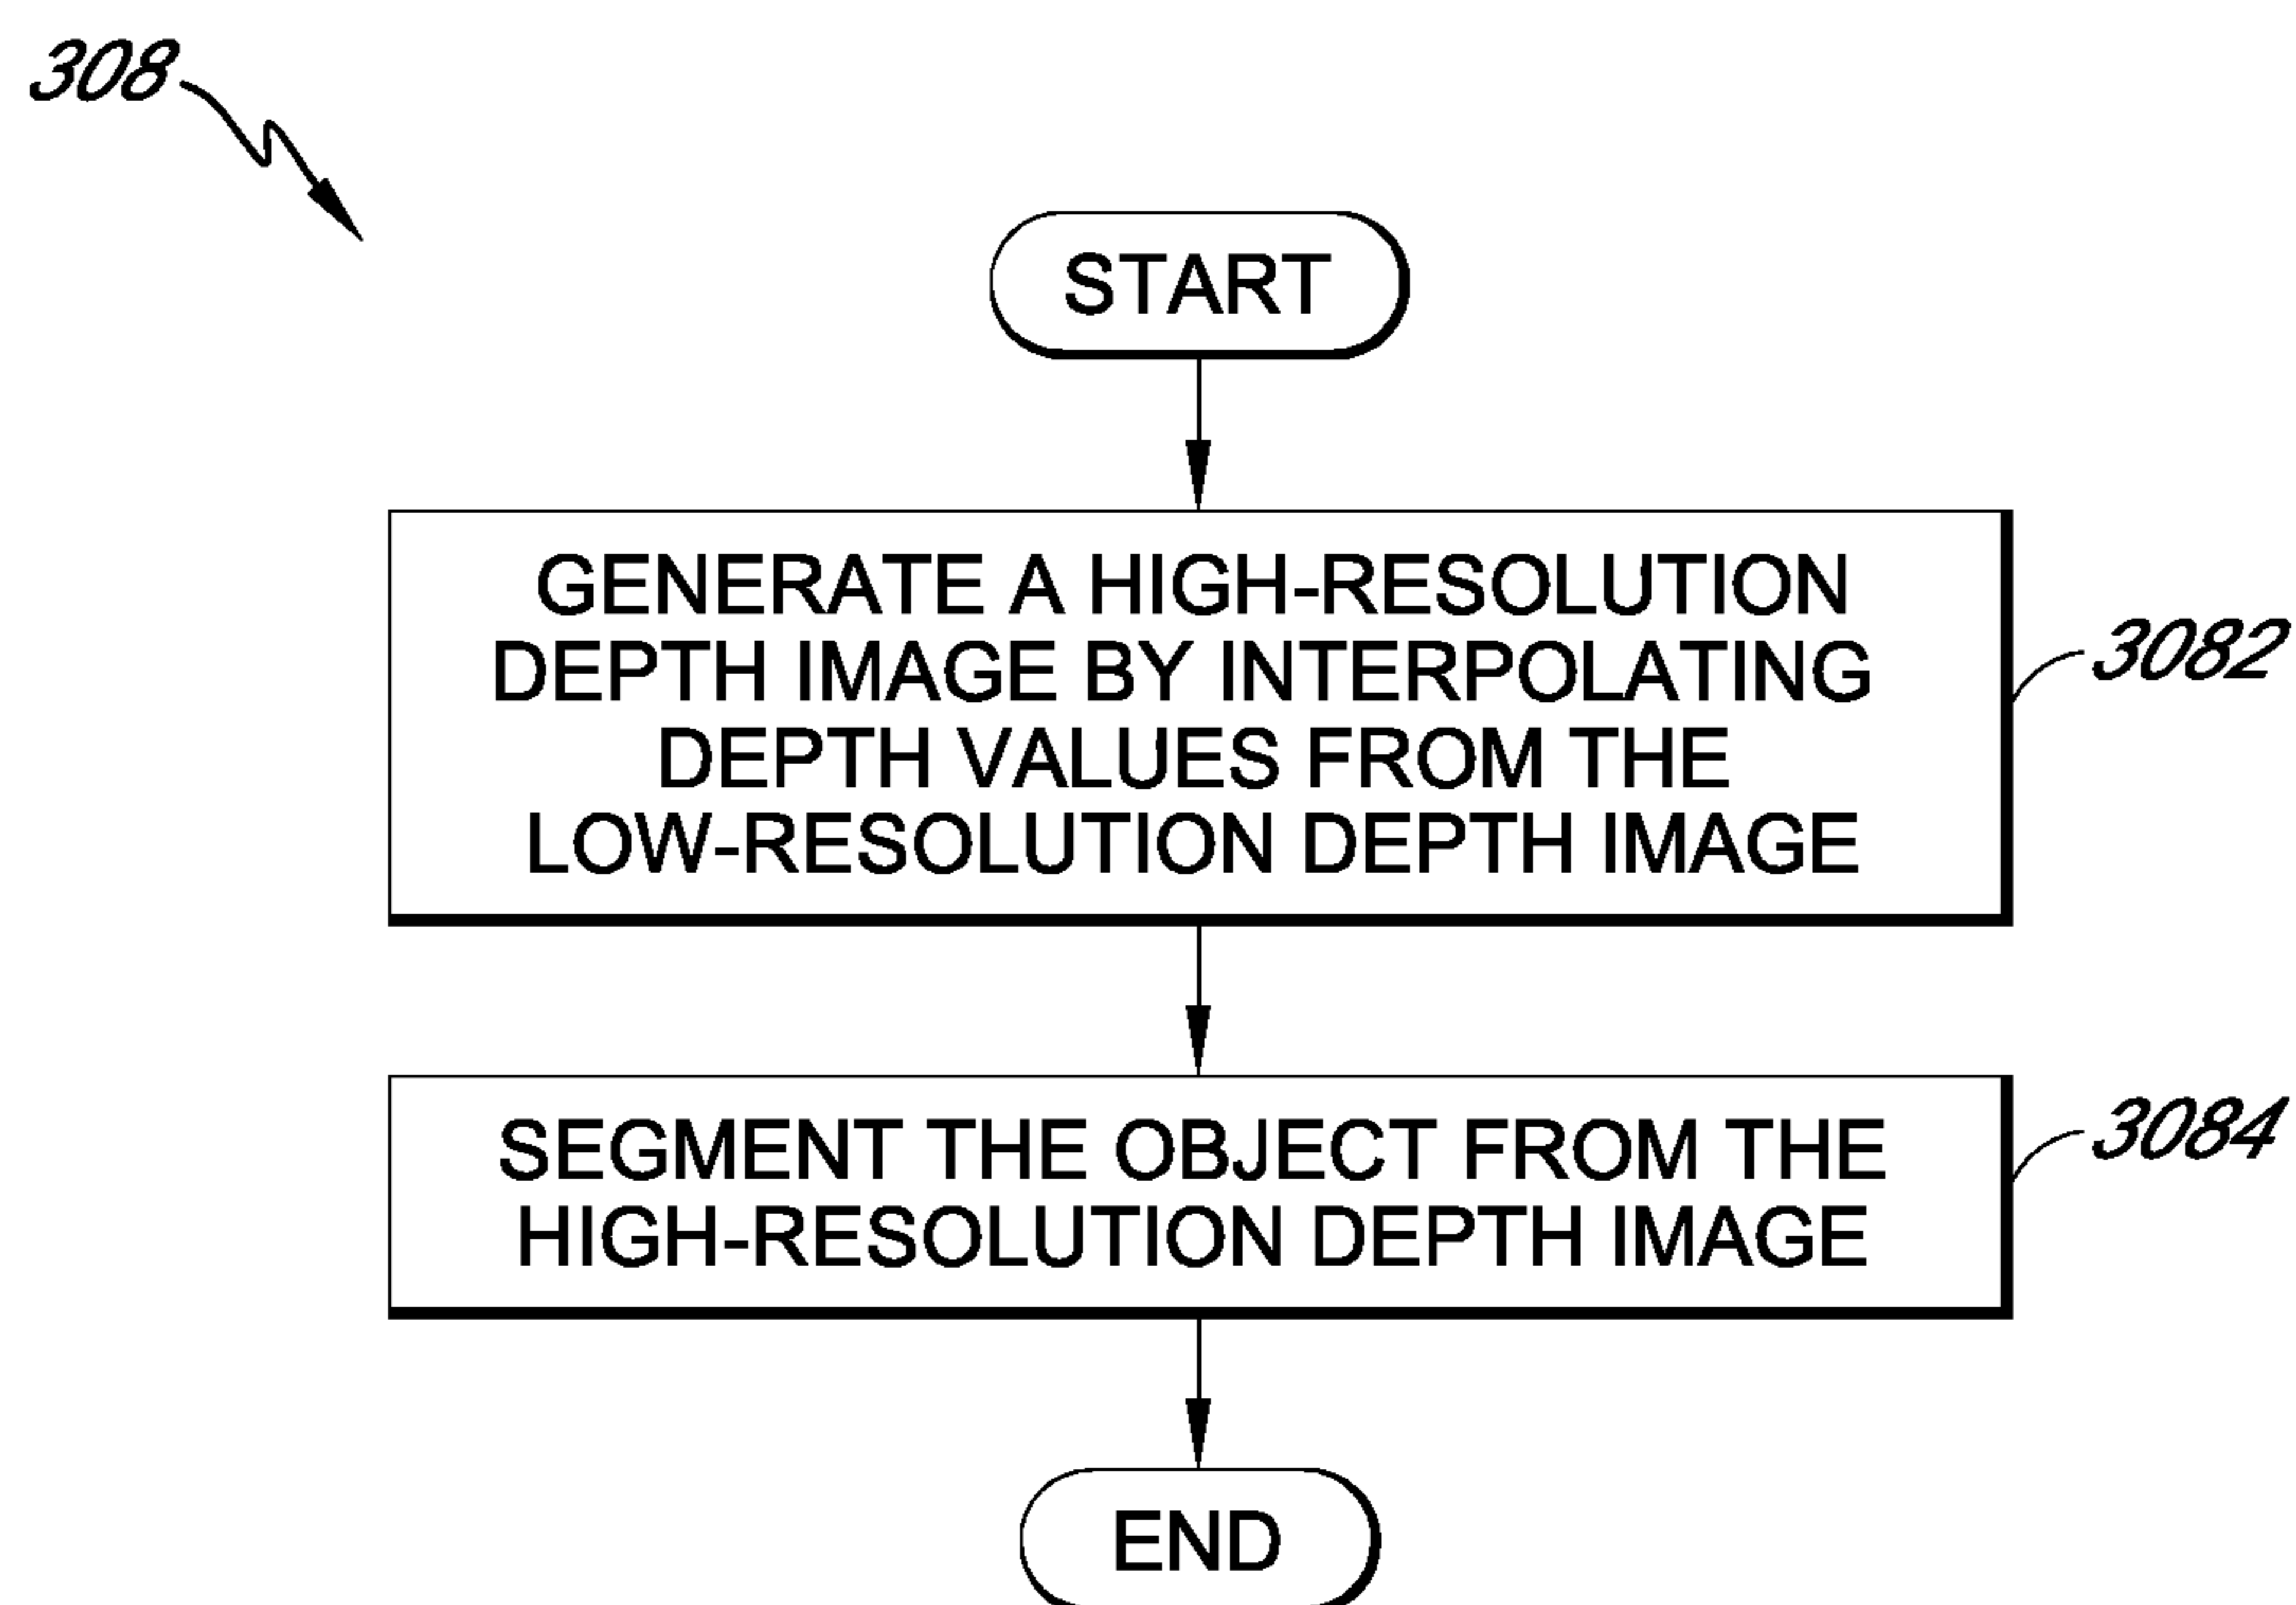 308
START
GENERATE A HIGH-RESOLUTION
DEPTH IMAGE BY INTERPOLATING
DEPTH VALUES FROM THE
LOW-RESOLUTION DEPTH IMAGE
3082
SEGMENT THE OBJECT FROM THE
HIGH-RESOLUTION DEPTH IMAGE
3084
END